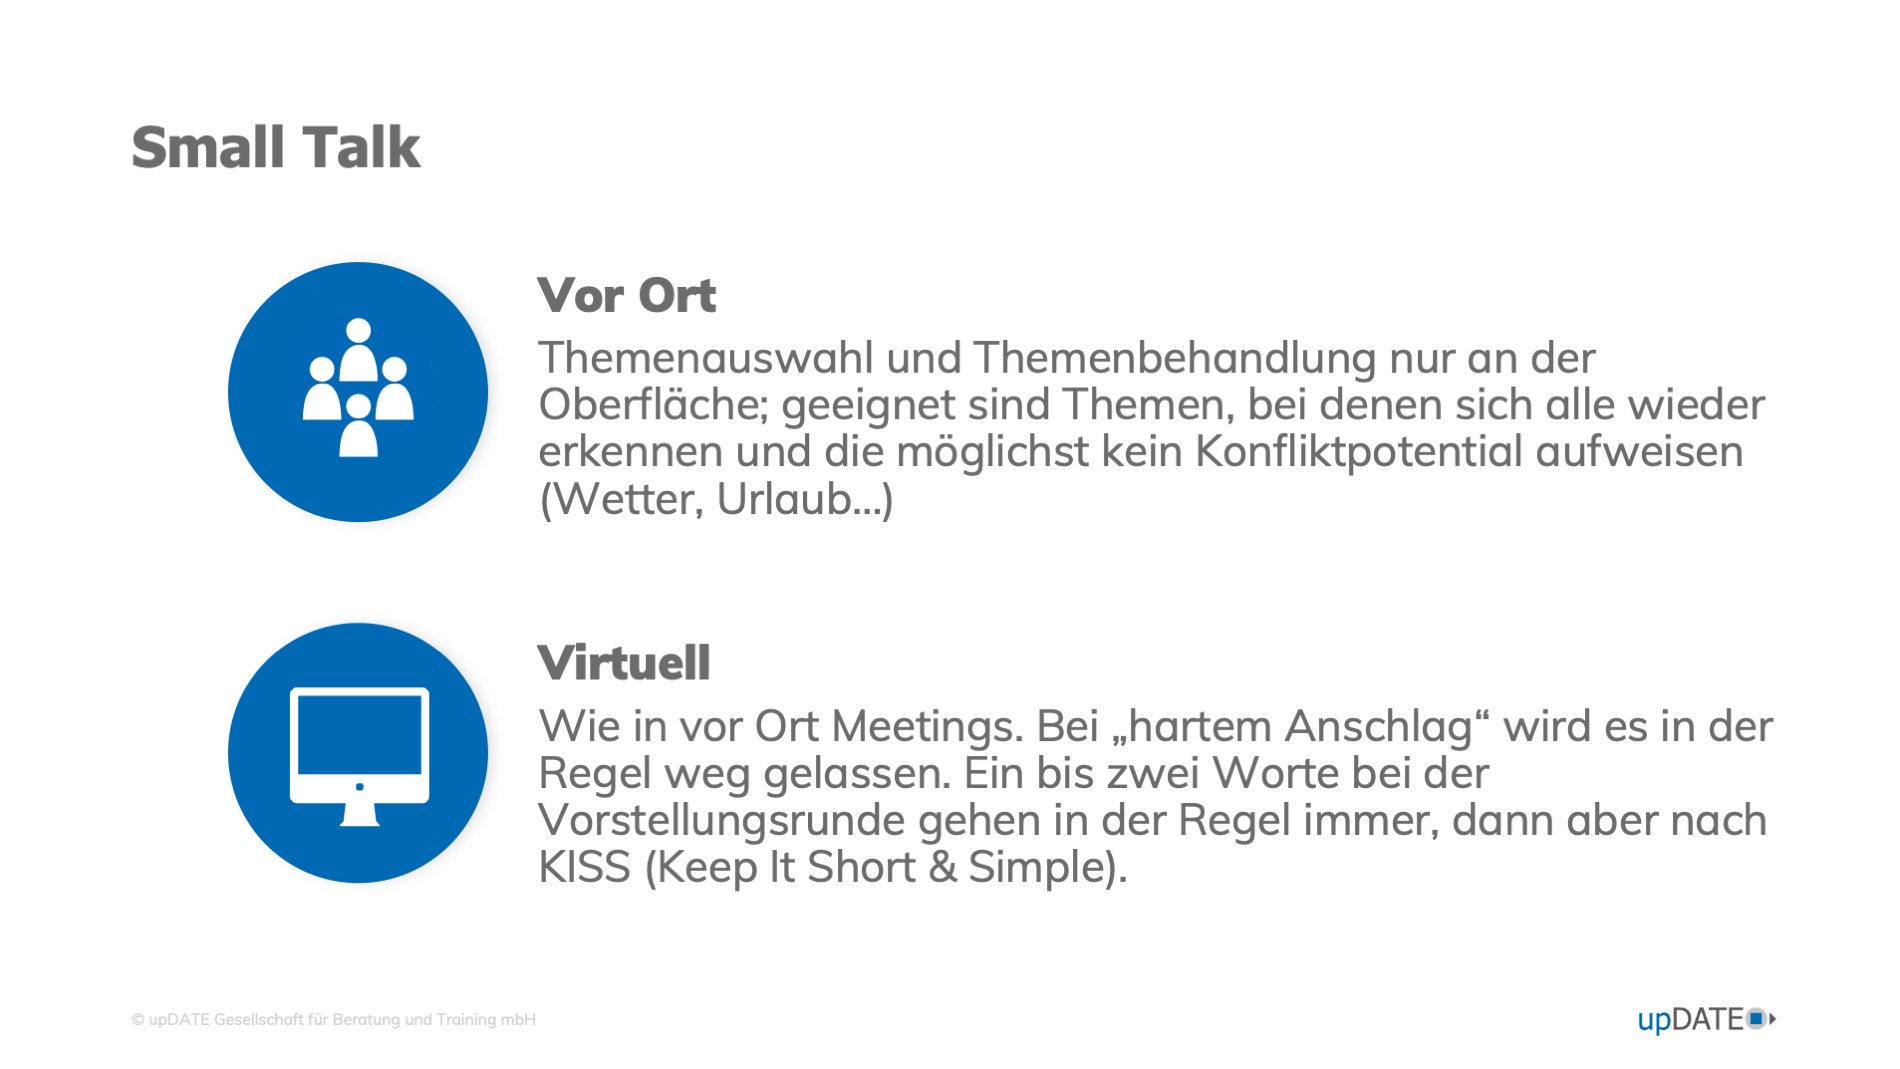 Small Talk
Vor Ort
Themenauswahl und Themenbehandlung nur an der
Oberfläche; geeignet sind Themen, bei denen sich alle wieder
erkennen und die möglichst kein Konfliktpotential aufweisen
(Wetter, Urlaub...)
Virtuell
Wie in vor Ort Meetings. Bei „hartem Anschlag“ wird es in der
Regel weg gelassen. Ein bis zwei Worte bei der
Vorstellungsrunde gehen in der Regel immer, dann aber nach
KISS (Keep It Short & Simple).
© upDATE Gesellschaft für Beratung und Training mbH
upDATE